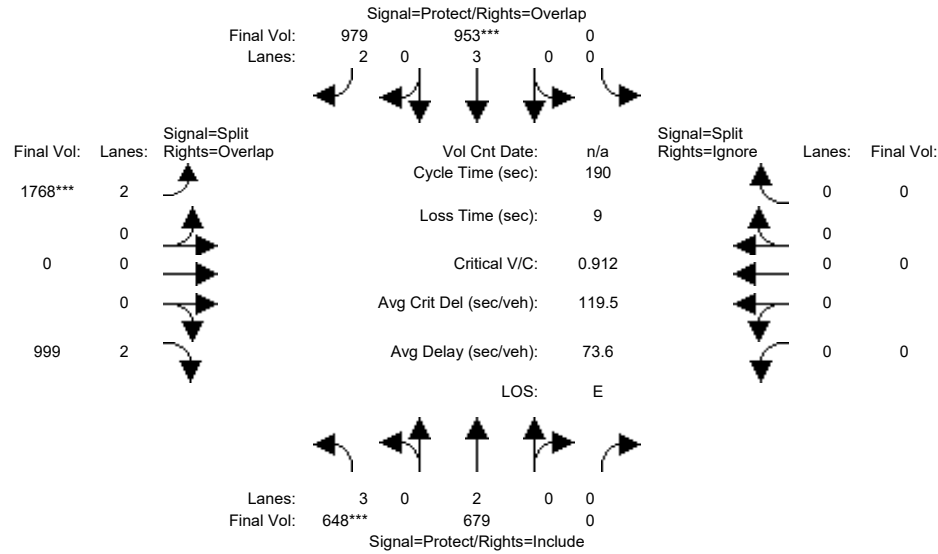 Signal=Protect/Rights=Overlap
Final Vol: 979 953*** 0
Lanes: 2 0 3 0 0
Signal=Split Signal=Split
Final Vol: Lanes: Rights=Overlap Vol Cnt Date: n/a Rights=Ignore Lanes: Final Vol:
Cycle Time (sec): 190
1768*** 2 0 0
Loss Time (sec): 9
0 0
0 0 Critical V/C: 0.912 0 0
0 Avg Crit Del (sec/veh): 119.5 0
999 2 Avg Delay (sec/veh): 73.6 0 0
LOS: E
Lanes: 3 0 2 0 0
Final Vol: 648*** 679 0
Signal=Protect/Rights=Include